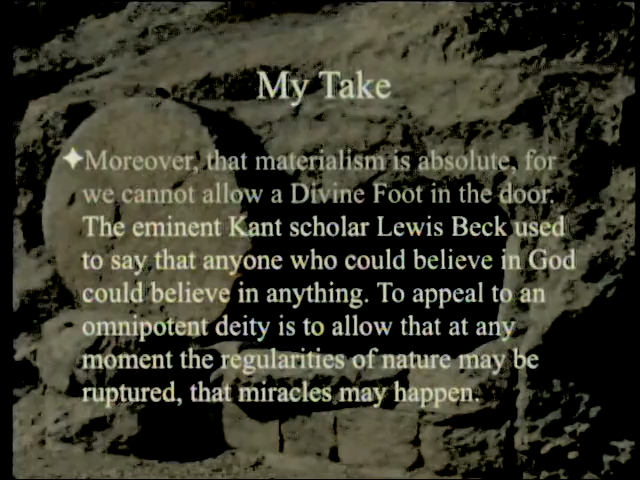 My Take
Moreover, that materialism is absolute, for
we cannot allow a Divine Foot in the door.
The eminent Kant scholar Lewis Beck used
to say that anyone who could believe in God
could believe in anything. To appeal to an
omnipotent deity is to allow that at any
moment the regularities of nature may be
ruptured, that miracles may happen.